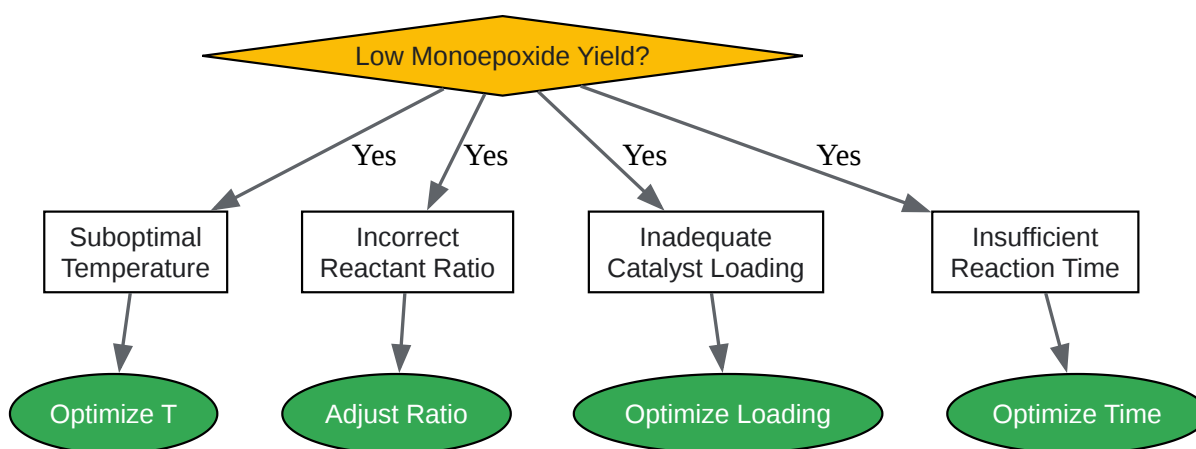 Low Monoepoxide Yield?
Yes
Yes
Yes
Yes
Suboptimal
Temperature
Incorrect
Reactant Ratio
Inadequate
Catalyst Loading
Insufficient
Reaction Time
Optimize T
Adjust Ratio
Optimize Loading
Optimize Time